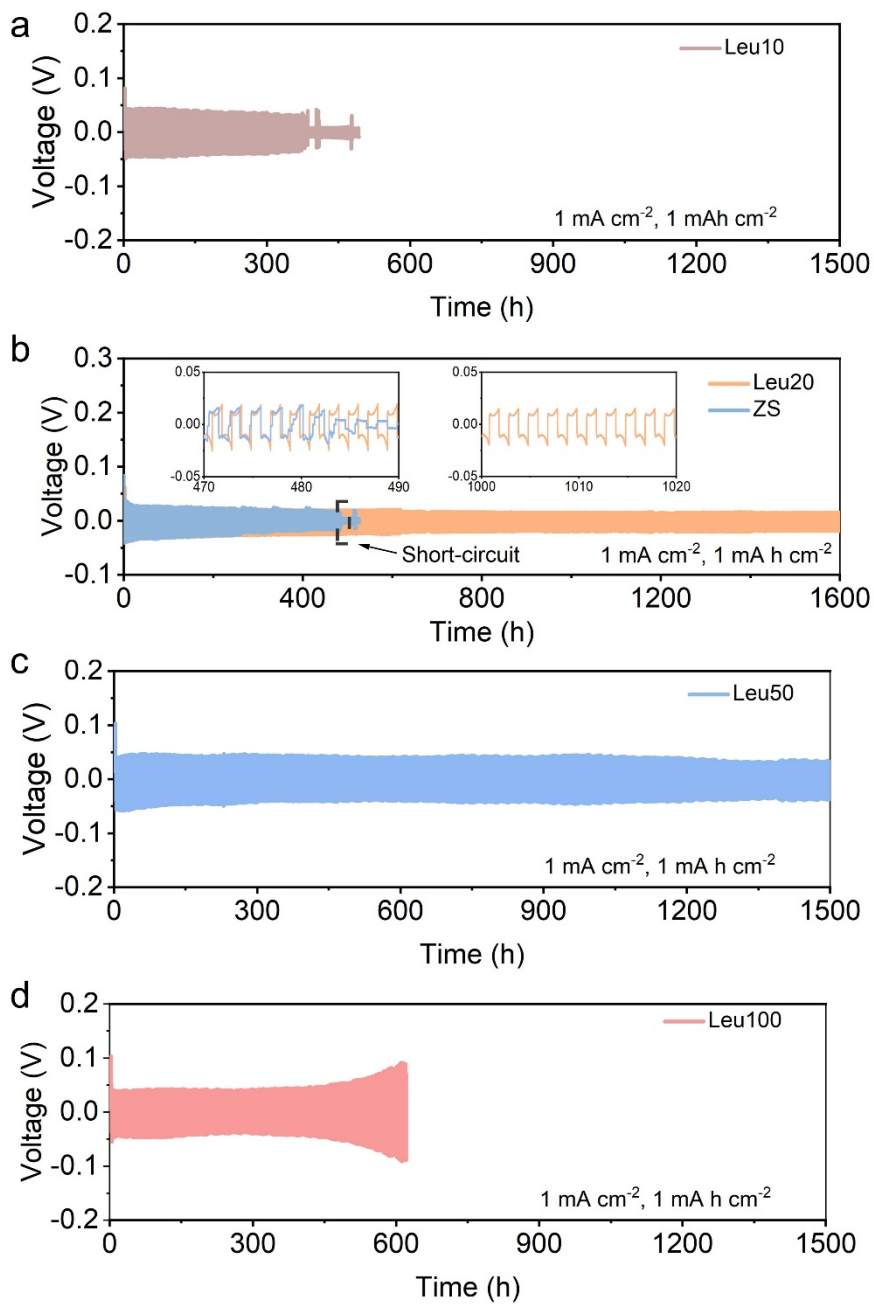 a
Leu10
Voltage (V)
0.2
0.1
0.0
-0.1
-0.2
1 mA cm⁻², 1 mAh cm⁻²
0 300 600 900 1200 1500
Time (h)
b
Leu20
ZS
Voltage (V)
0.3
0.2
0.1
0.0
-0.1
0.05
0.00
-0.05
470 480 490
0.05
0.00
-0.05
1000 1010 1020
Short-circuit
1 mA cm⁻², 1 mA h cm⁻²
0 400 800 1200 1600
Time (h)
c
Leu50
Voltage (V)
0.2
0.1
0.0
-0.1
-0.2
1 mA cm⁻², 1 mA h cm⁻²
0 300 600 900 1200 1500
Time (h)
d
Leu100
Voltage (V)
0.2
0.1
0.0
-0.1
-0.2
1 mA cm⁻², 1 mA h cm⁻²
0 300 600 900 1200 1500
Time (h)